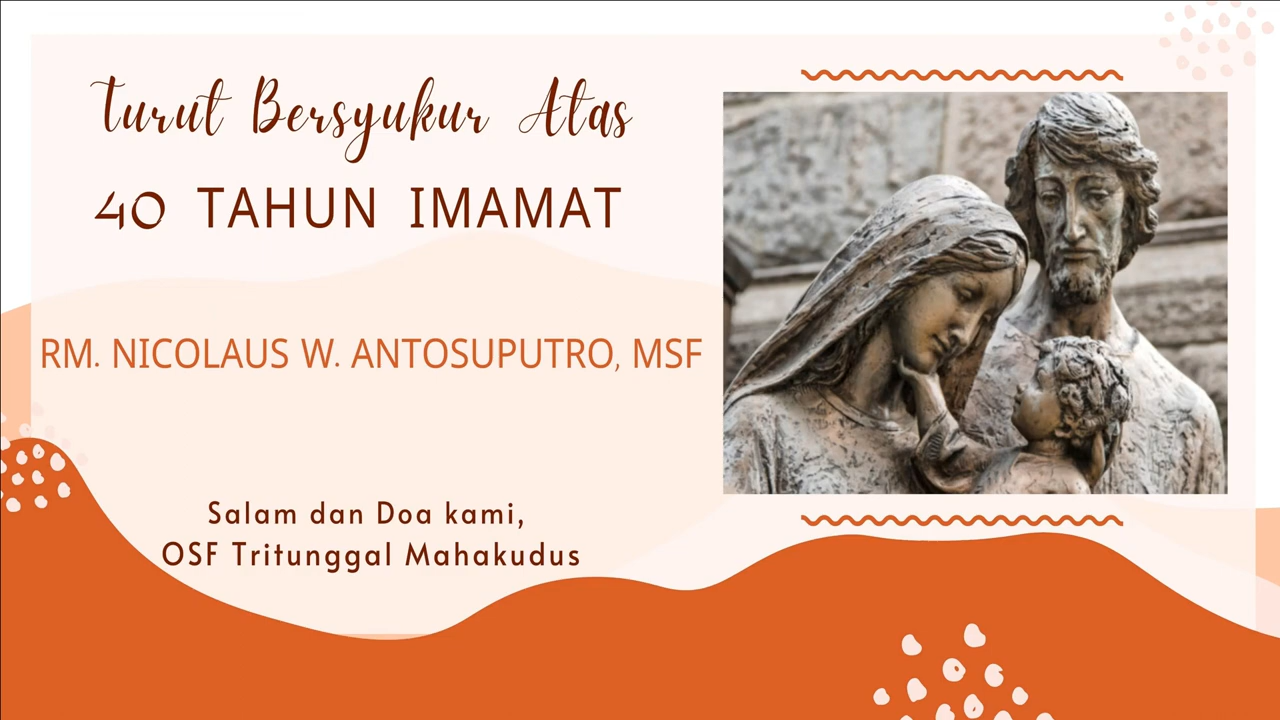 Turut Bersyukur Atas
40 TAHUN IMAMAT
RM. NICOLAUS W. ANTOSUPUTRO, MSF
Salam dan Doa kami,
OSF Tritunggal Mahakudus